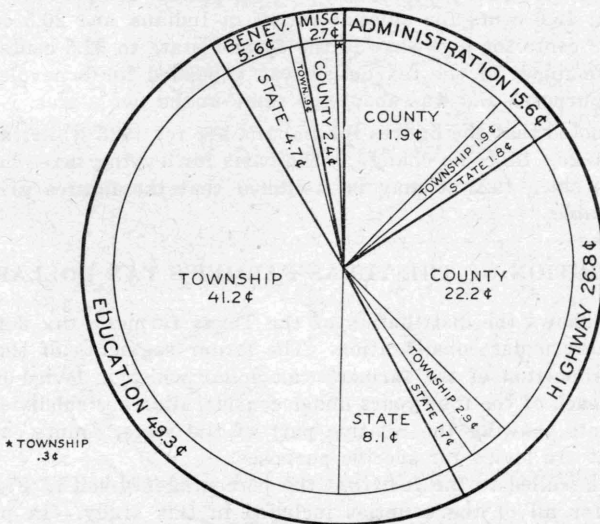 BENEV.
5.6¢
MISC.
2.7¢
*
ADMINISTRATION 15.6¢
STATE 4.7¢
TOWN. .9¢
COUNTY 2.4¢
COUNTY
11.9¢
TOWNSHIP 1.9¢
STATE 1.8¢
TOWNSHIP
41.2¢
COUNTY
22.2¢
HIGHWAY 26.8¢
TOWNSHIP 2.9¢
STATE 1.7¢
STATE
8.1¢
EDUCATION 49.3¢
* TOWNSHIP
.3¢